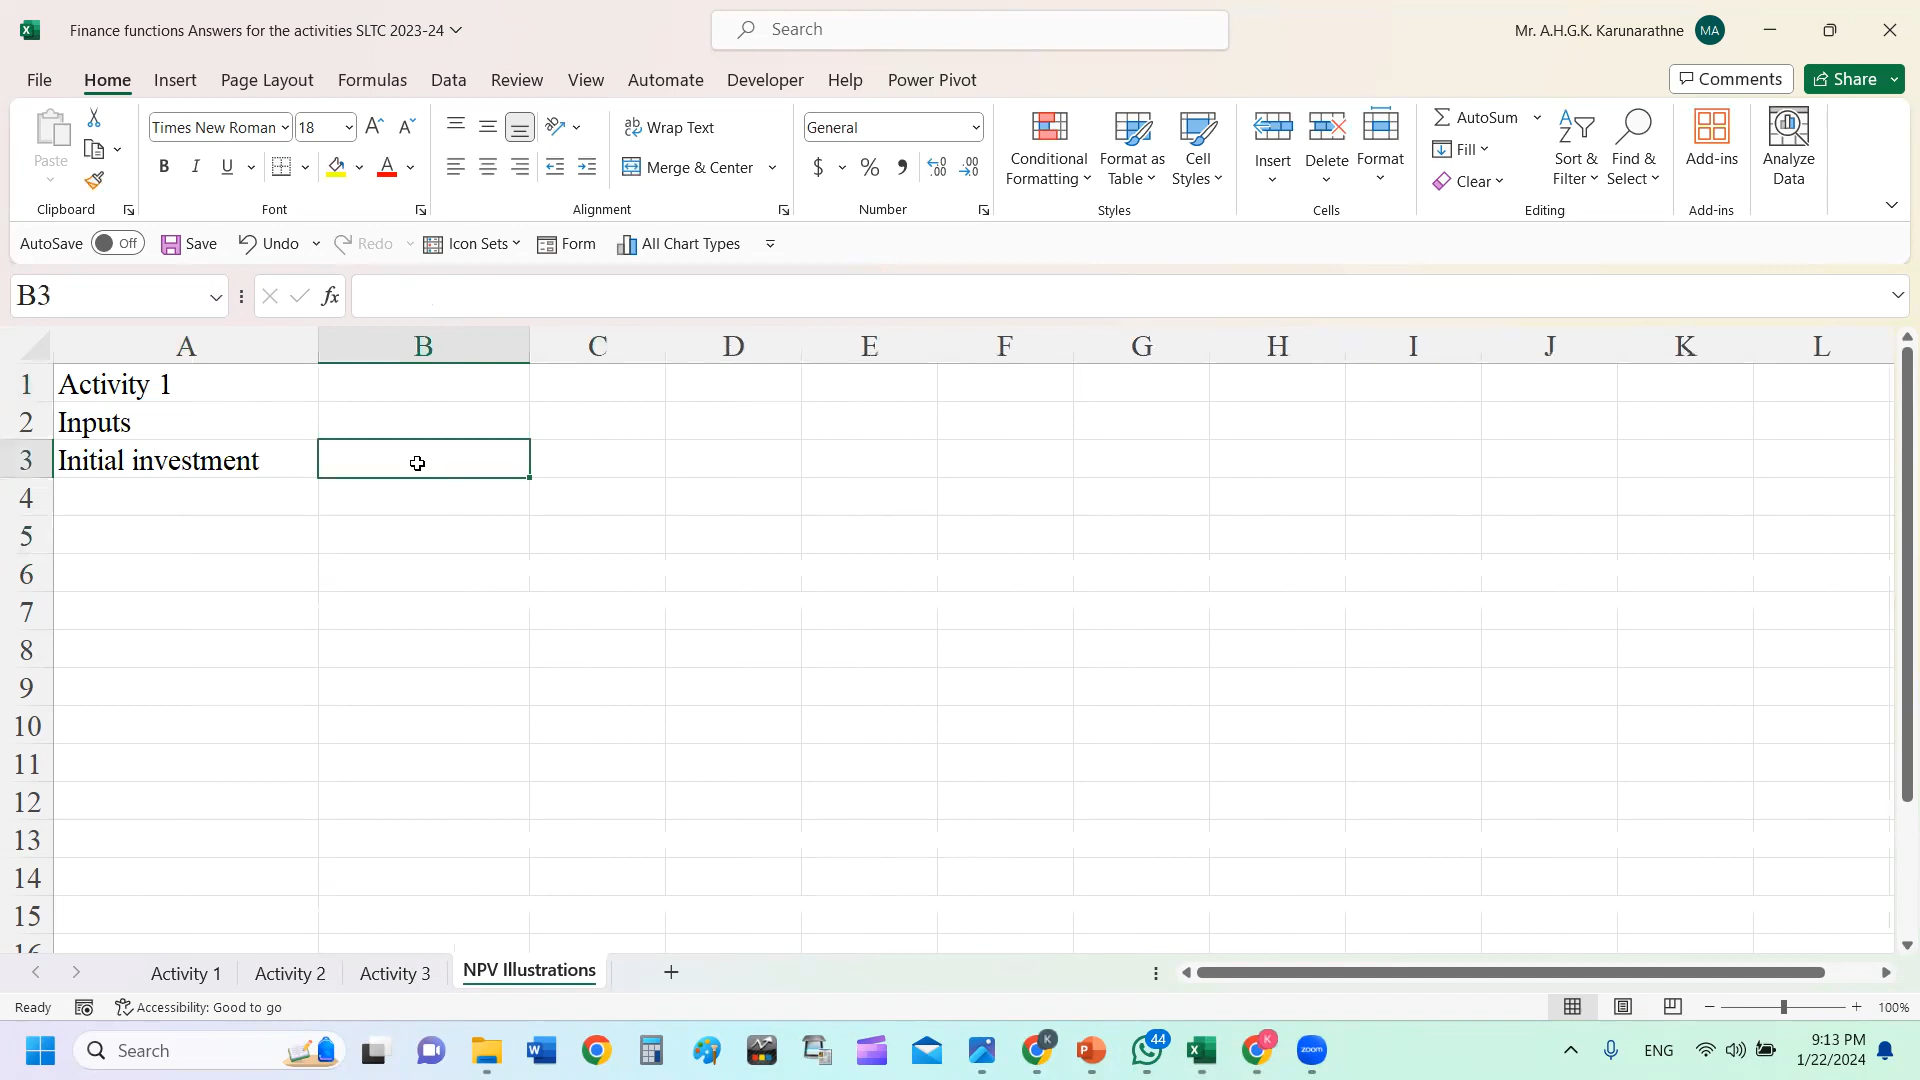 Finance functions Answers for the activities SLTC 2023-24
Search
Mr. A.H.G.K. Karunarathne MA
File Home Insert Page Layout Formulas Data Review View Automate Developer Help Power Pivot
Comments Share
Paste
Clipboard
Times New Roman 18
B I U
Font
Wrap Text
Merge & Center
Alignment
General
$ % ,
Number
Conditional Formatting
Format as Table
Cell Styles
Styles
Insert Delete Format
Cells
AutoSum
Fill
Clear
Sort & Filter
Find & Select
Editing
Add-ins
Add-ins
Analyze Data
AutoSave Off Save Undo Redo Icon Sets Form All Chart Types
B3 fx
A B C D E F G H I J K L
1 Activity 1
2 Inputs
3 Initial investment
4
5
6
7
8
9
10
11
12
13
14
15
16
Activity 1 Activity 2 Activity 3 NPV Illustrations
Ready Accessibility: Good to go 100%
Search
K
44
K
zoom
ENG
9:13 PM
1/22/2024